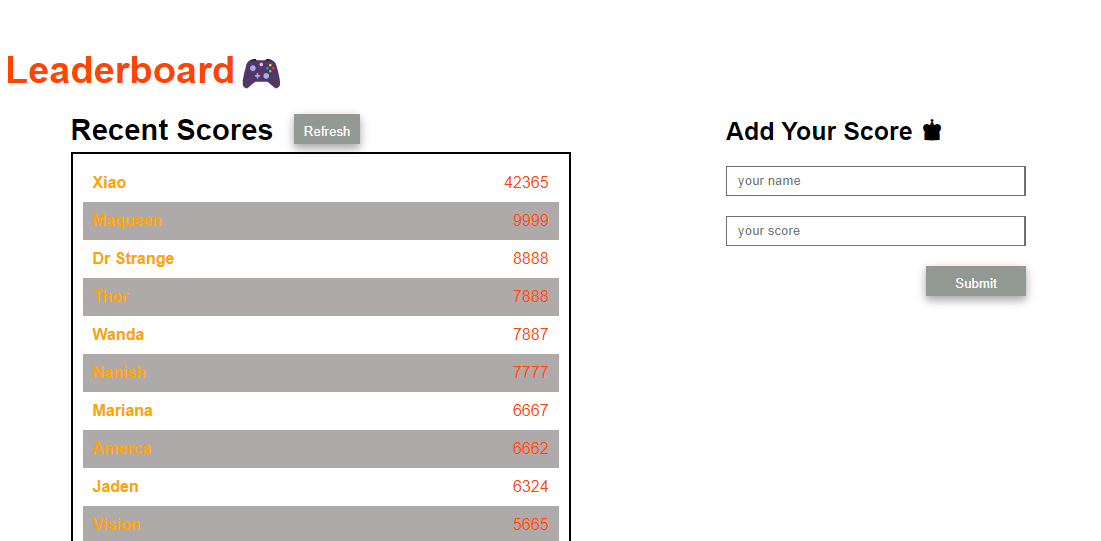 Leaderboard 🎮
Recent Scores
Refresh
Xiao 42365
Maqueen 9999
Dr Strange 8888
Thor 7888
Wanda 7887
Nanish 7777
Mariana 6667
Amerca 6662
Jaden 6324
Vision 5665
Add Your Score
your name
your score
Submit